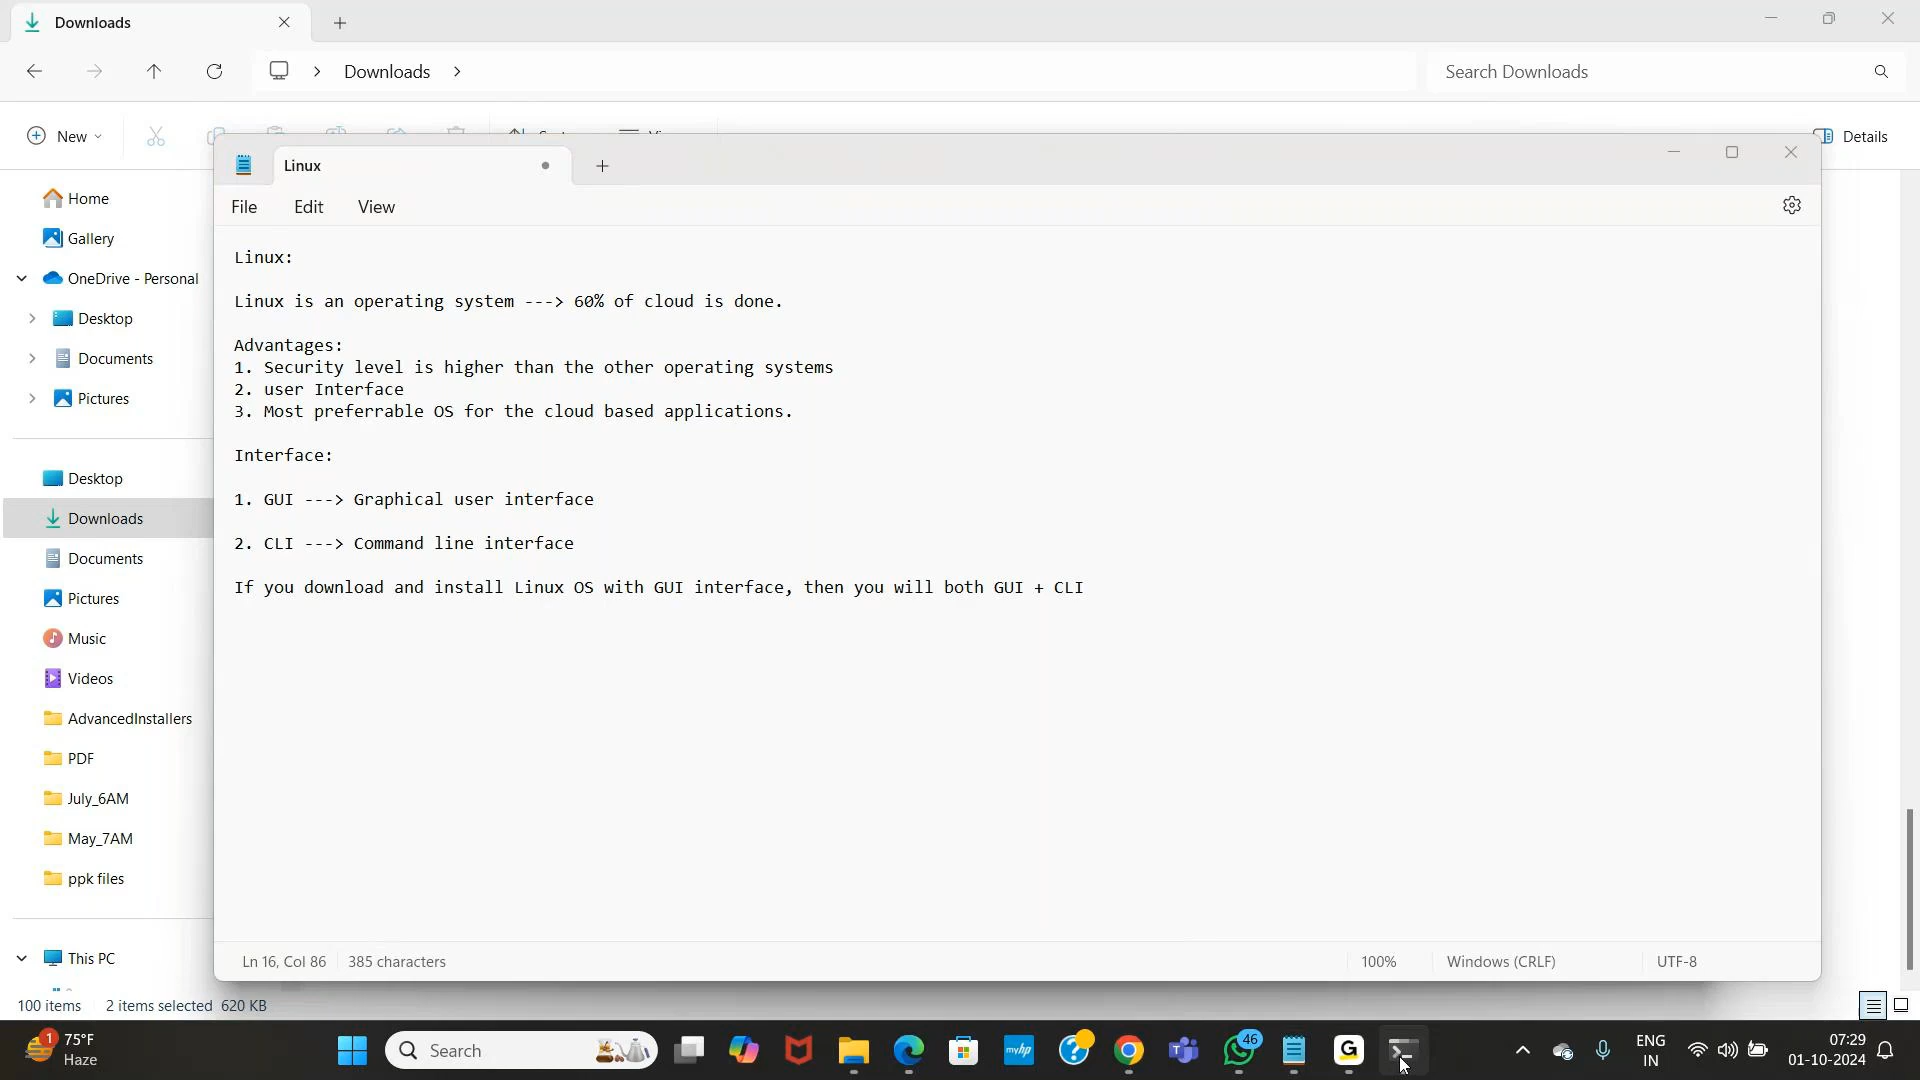 Downloads
Downloads
Search Downloads
New
Details
Linux
File Edit View
Home
Gallery
OneDrive - Personal
Desktop
Documents
Pictures
Desktop
Downloads
Documents
Pictures
Music
Videos
AdvancedInstallers
PDF
July_6AM
May_7AM
ppk files
This PC
Linux:
Linux is an operating system ---> 60% of cloud is done.
Advantages:
1. Security level is higher than the other operating systems
2. user Interface
3. Most preferrable OS for the cloud based applications.
Interface:
1. GUI ---> Graphical user interface
2. CLI ---> Command line interface
If you download and install Linux OS with GUI interface, then you will both GUI + CLI
Ln 16, Col 86 385 characters 100% Windows (CRLF) UTF-8
100 items 2 items selected 620 KB
1
75°F
Haze
Search
myhp
46
G
ENG
IN
07:29
01-10-2024